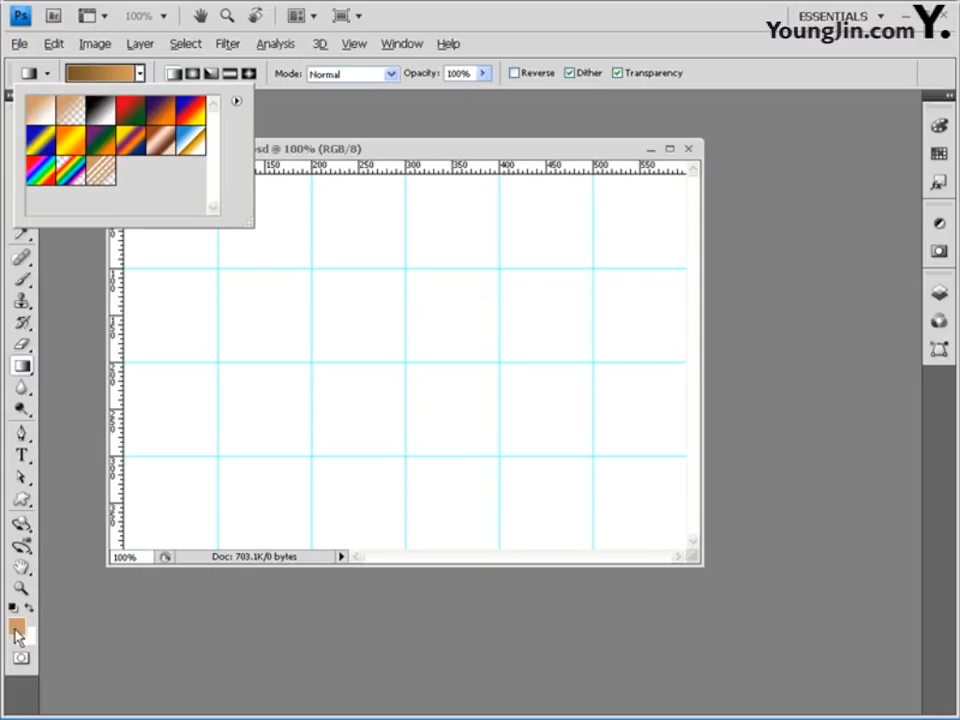 Ps Br 100% ESSENTIALS
YoungJin.com Y.
File Edit Image Layer Select Filter Analysis 3D View Window Help
Mode: Normal Opacity: 100% Reverse Dither Transparency
sd @ 100% (RGB/8)
150 200 250 300 350 400 450 500 550
100% Doc: 703.1K/0 bytes